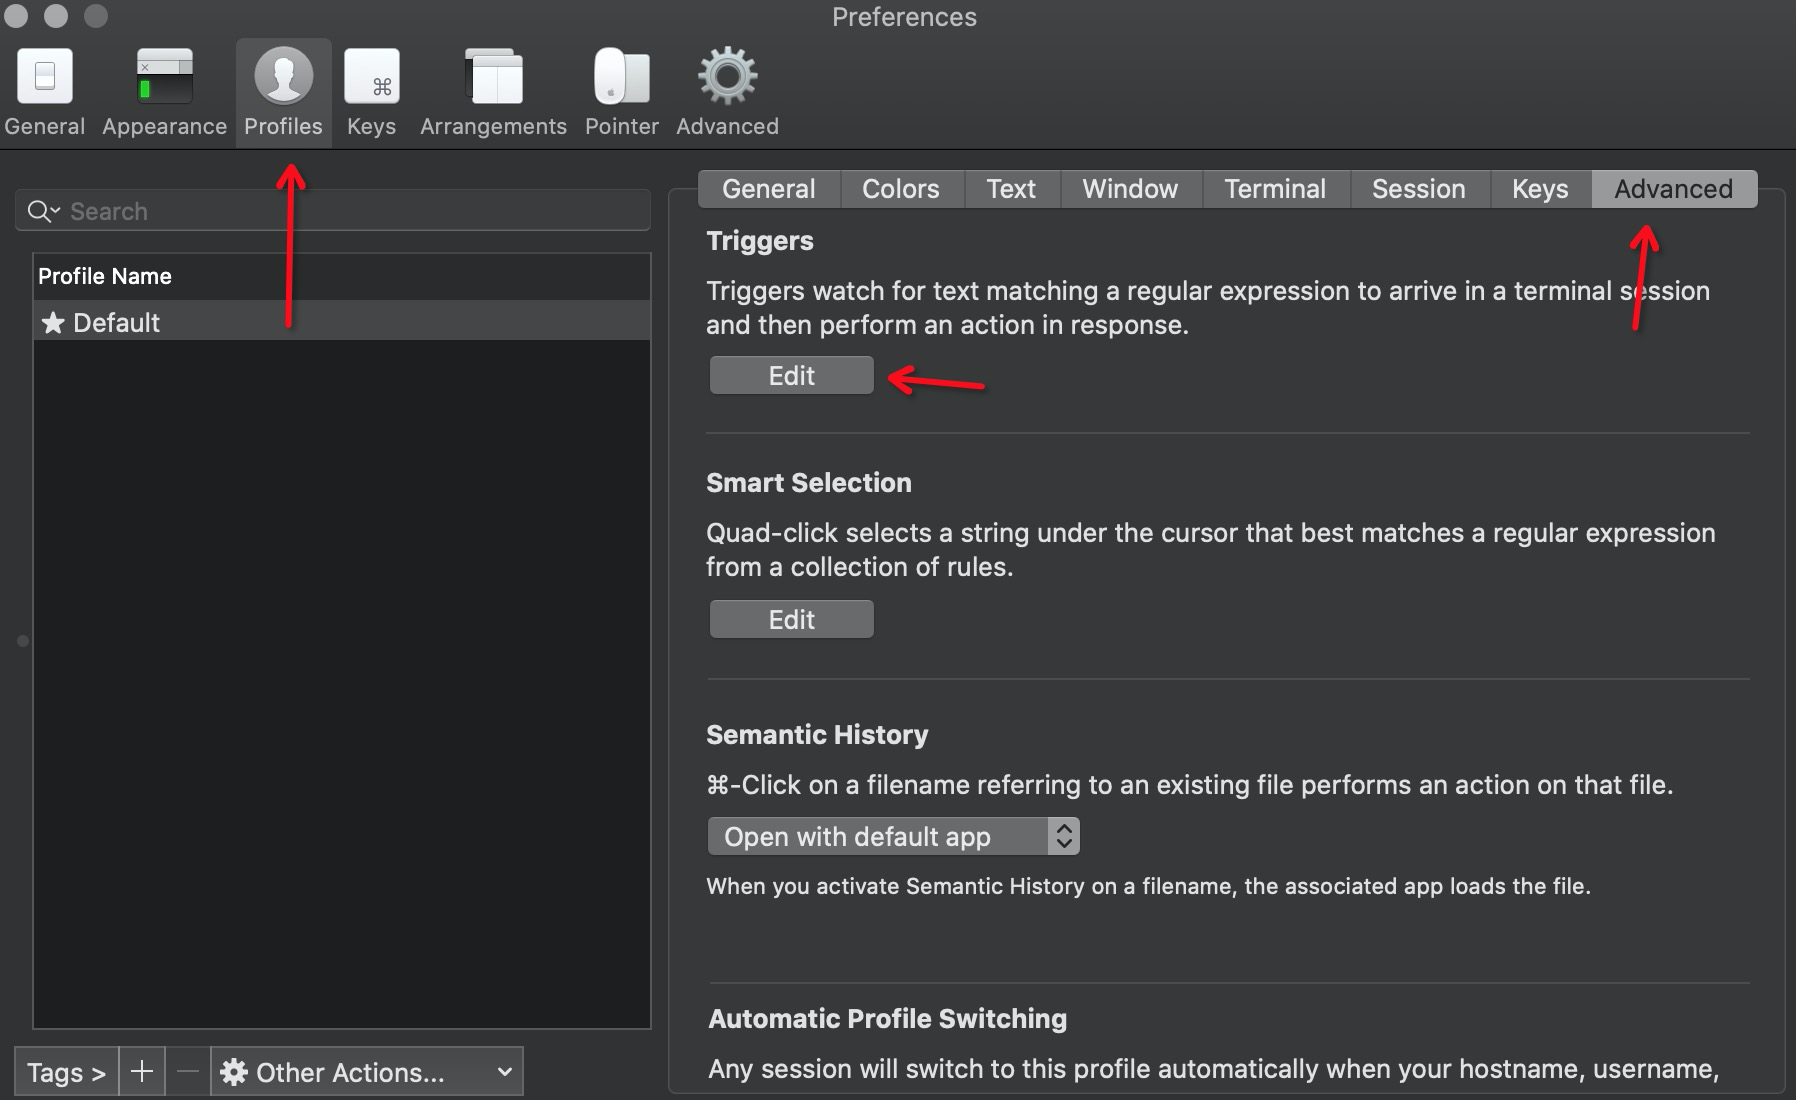 Preferences
General
Appearance
Profiles
Keys
Arrangements
Pointer
Advanced
Search
Profile Name
Default
Tags >
Other Actions...
General
Colors
Text
Window
Terminal
Session
Keys
Advanced
Triggers
Triggers watch for text matching a regular expression to arrive in a terminal session
and then perform an action in response.
Edit
Smart Selection
Quad-click selects a string under the cursor that best matches a regular expression
from a collection of rules.
Edit
Semantic History
⌘-Click on a filename referring to an existing file performs an action on that file.
Open with default app
When you activate Semantic History on a filename, the associated app loads the file.
Automatic Profile Switching
Any session will switch to this profile automatically when your hostname, username,